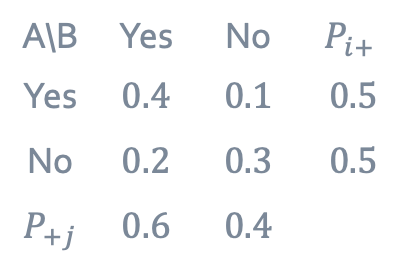 A\B Yes No P_{i+}
Yes 0.4 0.1 0.5
No 0.2 0.3 0.5
P_{+j} 0.6 0.4